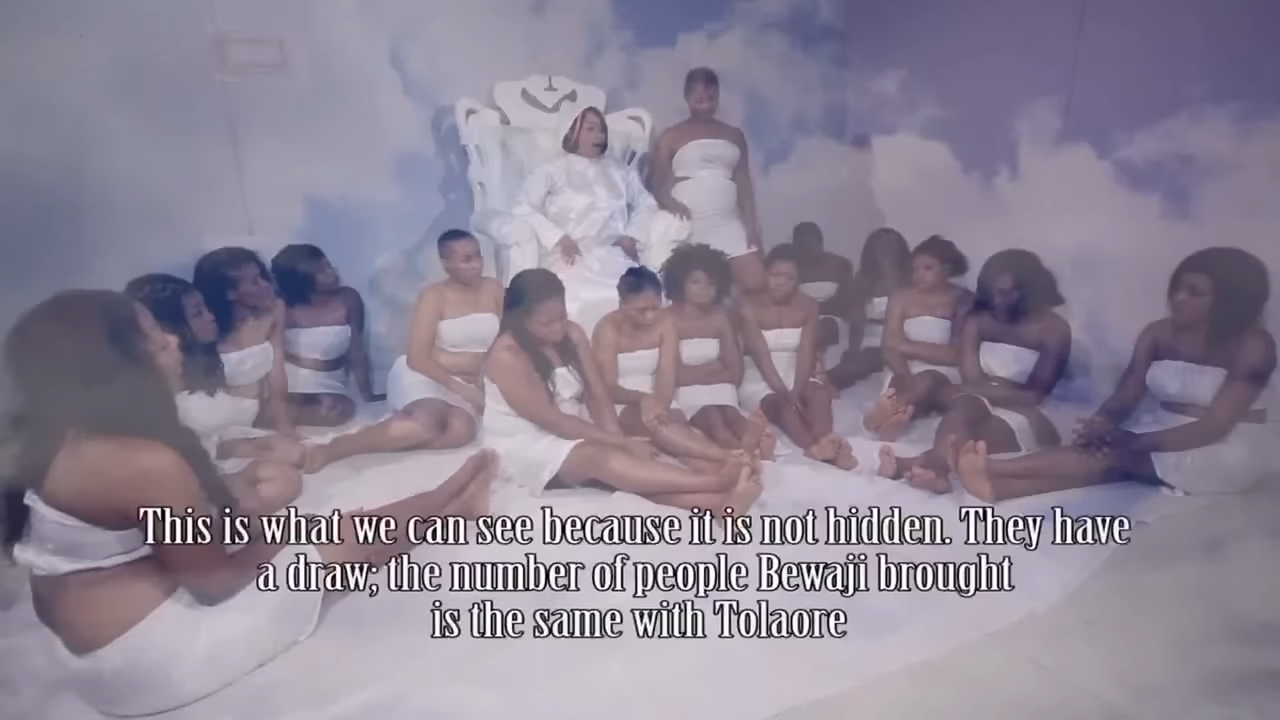 This is what we can see because it is not hidden. They have
a draw; the number of people Bewaji brought
is the same with Tolaore